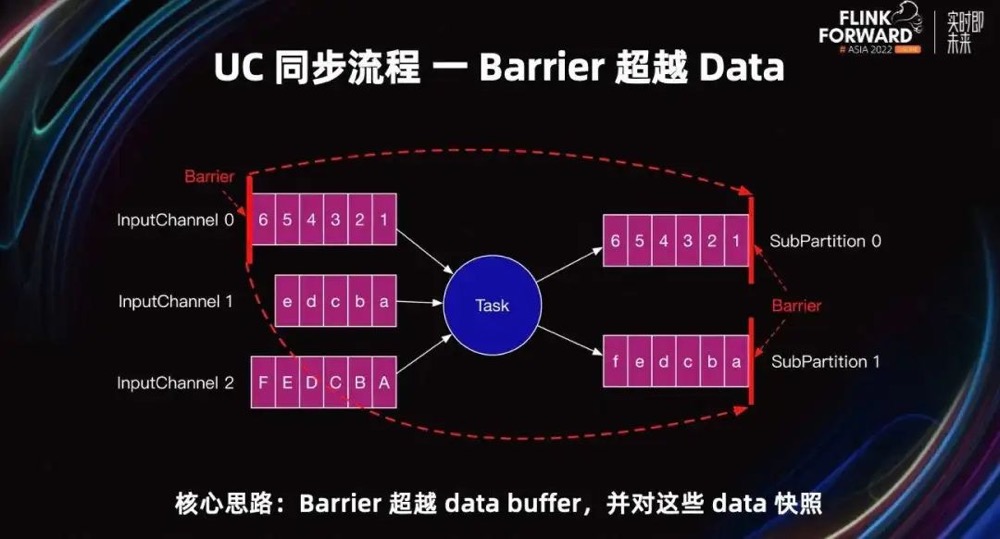 FLINK
FORWARD
# ASIA 2022
实时即
未来
UC 同步流程 — Barrier 超越 Data
Barrier
InputChannel 0
6 5 4 3 2 1
6 5 4 3 2 1
SubPartition 0
InputChannel 1
e d c b a
Task
Barrier
InputChannel 2
F E D C B A
f e d c b a
SubPartition 1
核心思路：Barrier 超越 data buffer，并对这些 data 快照